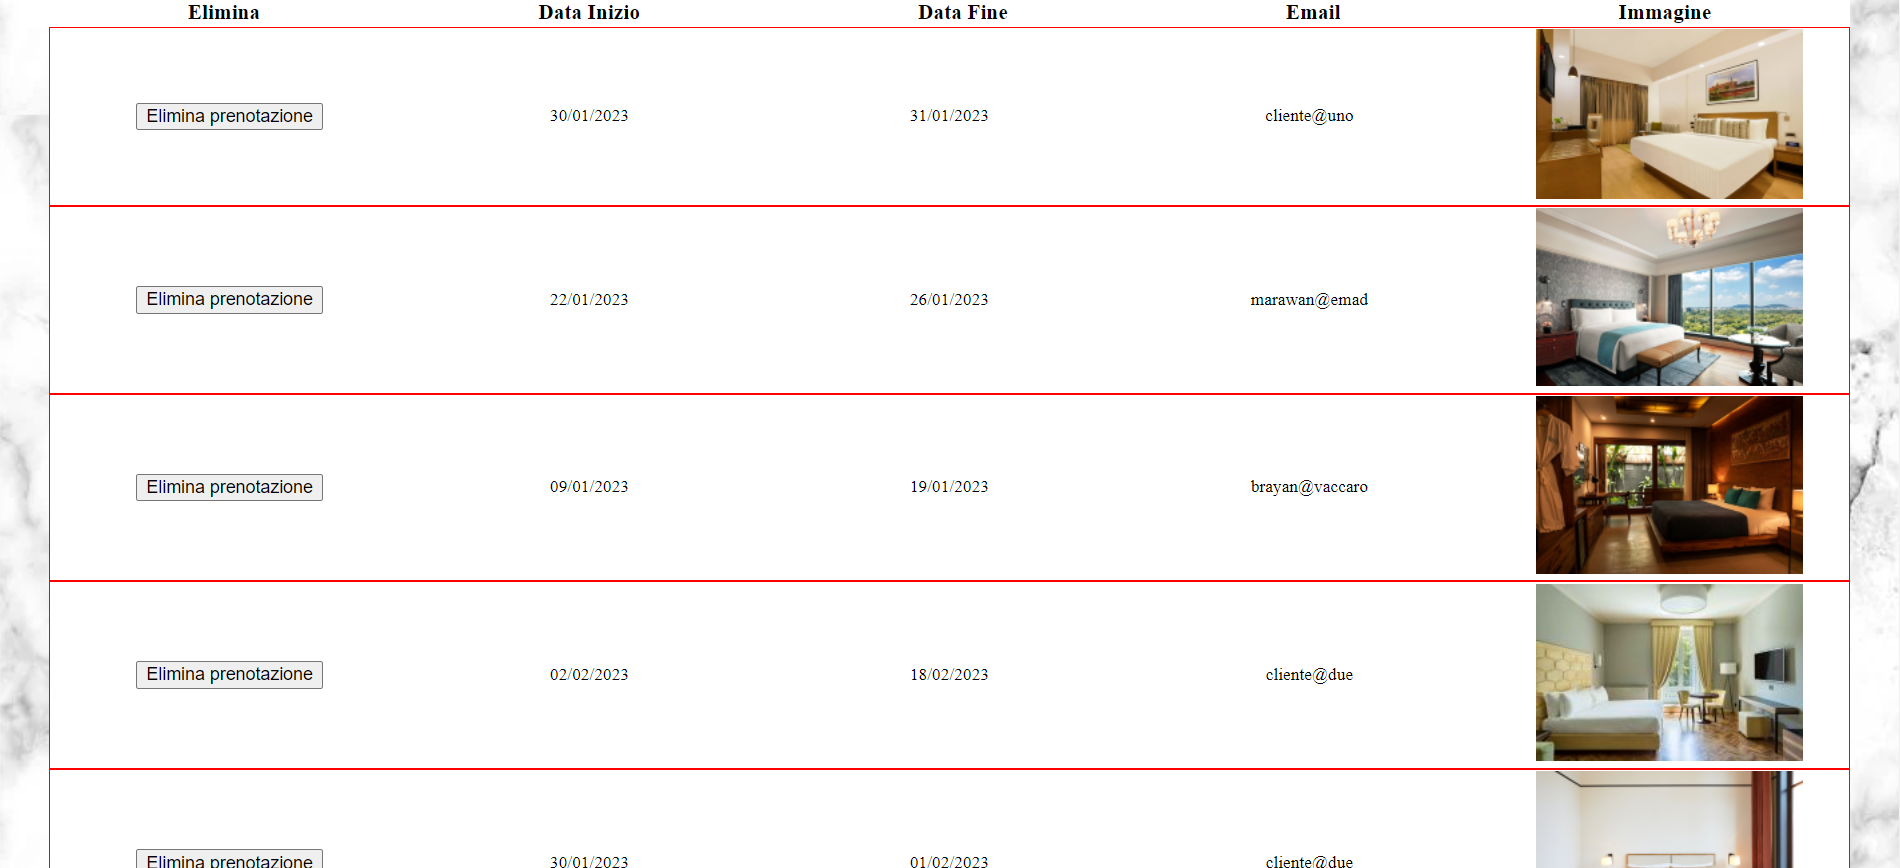 Elimina Data Inizio Data Fine Email Immagine
Elimina prenotazione 30/01/2023 31/01/2023 cliente@uno
Elimina prenotazione 22/01/2023 26/01/2023 marawan@emad
Elimina prenotazione 09/01/2023 19/01/2023 brayan@vaccaro
Elimina prenotazione 02/02/2023 18/02/2023 cliente@due
Elimina prenotazione 30/01/2023 01/02/2023 cliente@due